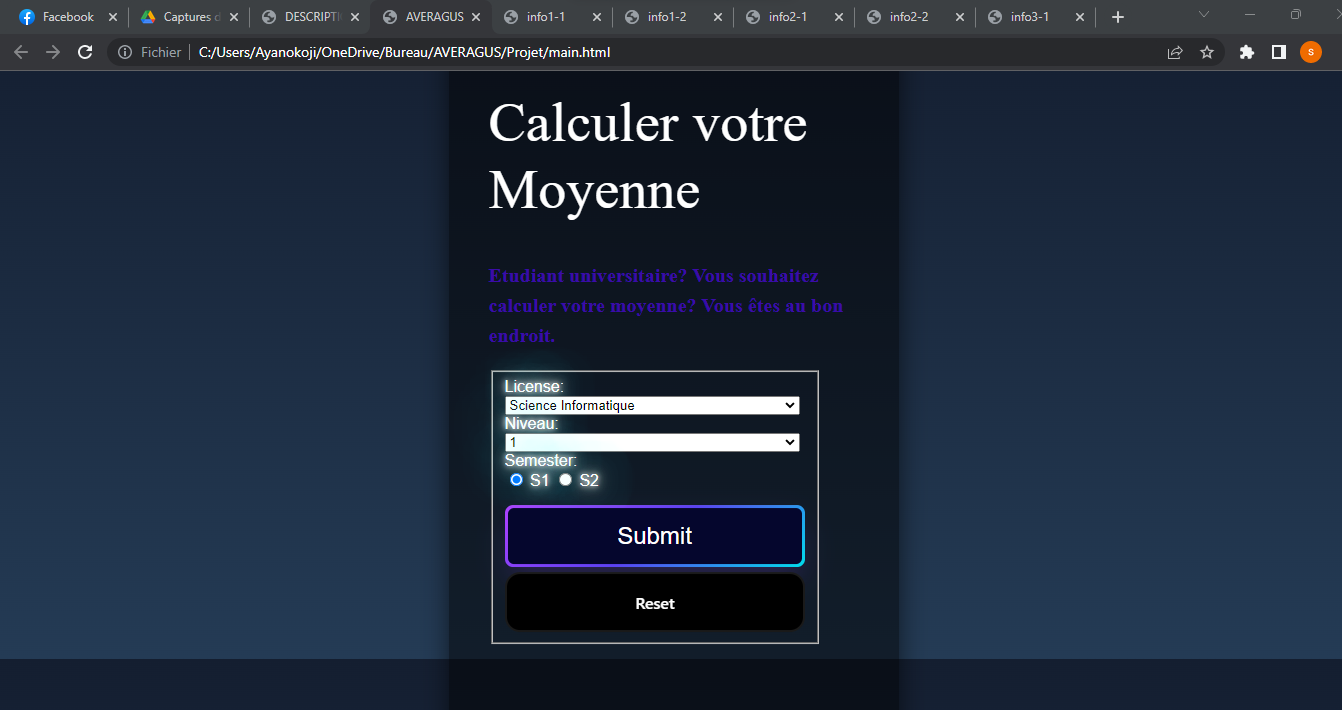 Facebook
Captures d
DESCRIPTI
AVERAGUS
info1-1
info1-2
info2-1
info2-2
info3-1
Fichier
C:/Users/Ayanokoji/OneDrive/Bureau/AVERAGUS/Projet/main.html
S
Calculer votre
Moyenne
Etudiant universitaire? Vous souhaitez
calculer votre moyenne? Vous êtes au bon
endroit.
License:
Science Informatique
Niveau:
1
Semester:
S1 S2
Submit
Reset